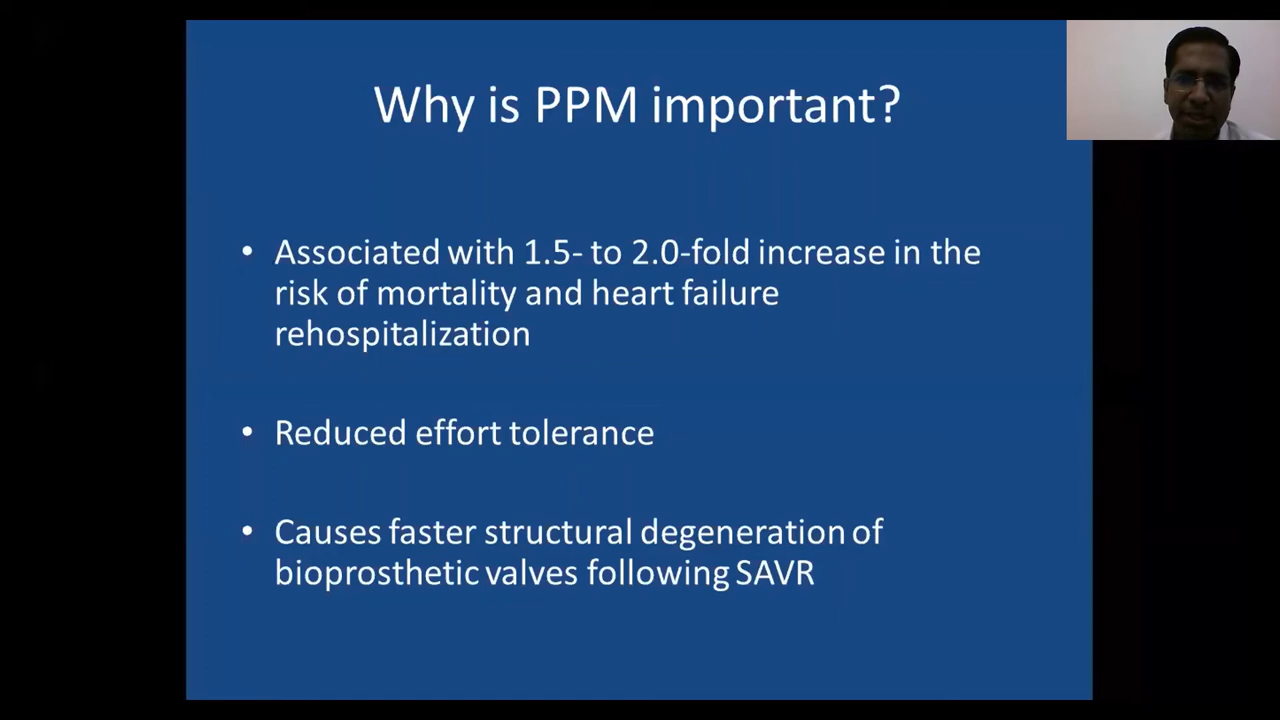 Why is PPM important?
• Associated with 1.5- to 2.0-fold increase in the
risk of mortality and heart failure
rehospitalization
• Reduced effort tolerance
• Causes faster structural degeneration of
bioprosthetic valves following SAVR